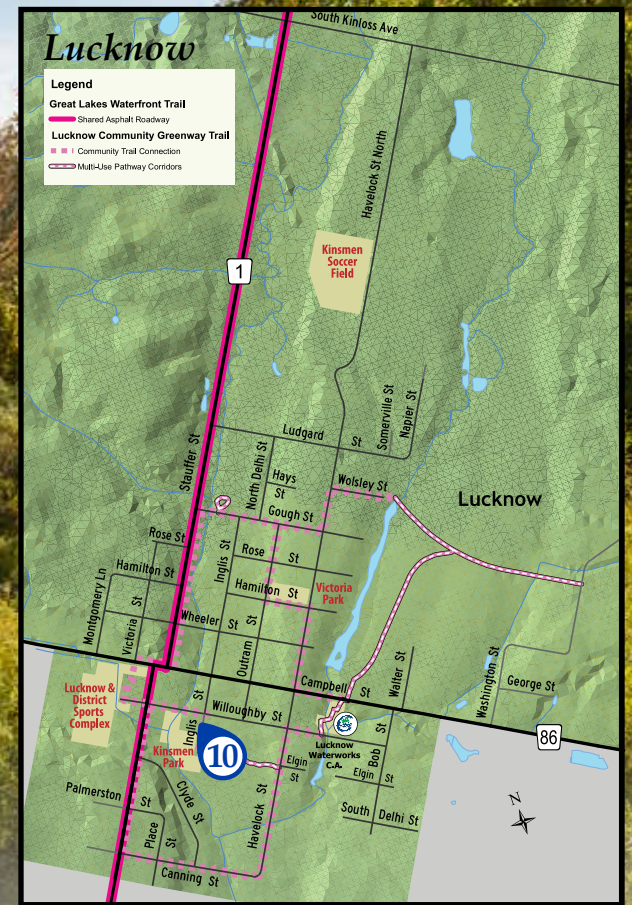 Lucknow
South Kinloss Ave
Legend
Great Lakes Waterfront Trail
Shared Asphalt Roadway
Lucknow Community Greenway Trail
Community Trail Connection
Multi-Use Pathway Corridors
Havelock St North
Kinsmen
Soccer
Field
1
Somerville St
Napier St
Ludgard St
Stauffer St
North Delhi St
Hays
St
Wolsley St
Lucknow
Gough St
Rose St
Inglis St
Rose St
Hamilton St
Hamilton St
Victoria
Park
Montgomery Ln
Victoria St
Wheeler St
Outram St
Campbell St
Walter St
Washington St
George St
86
Lucknow &
District
Sports
Complex
Inglis St
Willoughby St
Kinsmen
Park
10
Lucknow
Waterworks
C.A.
Bob St
Elgin
St
Elgin St
Palmerston St
Clyde St
Place St
Havelock St
South Delhi St
Canning St
N